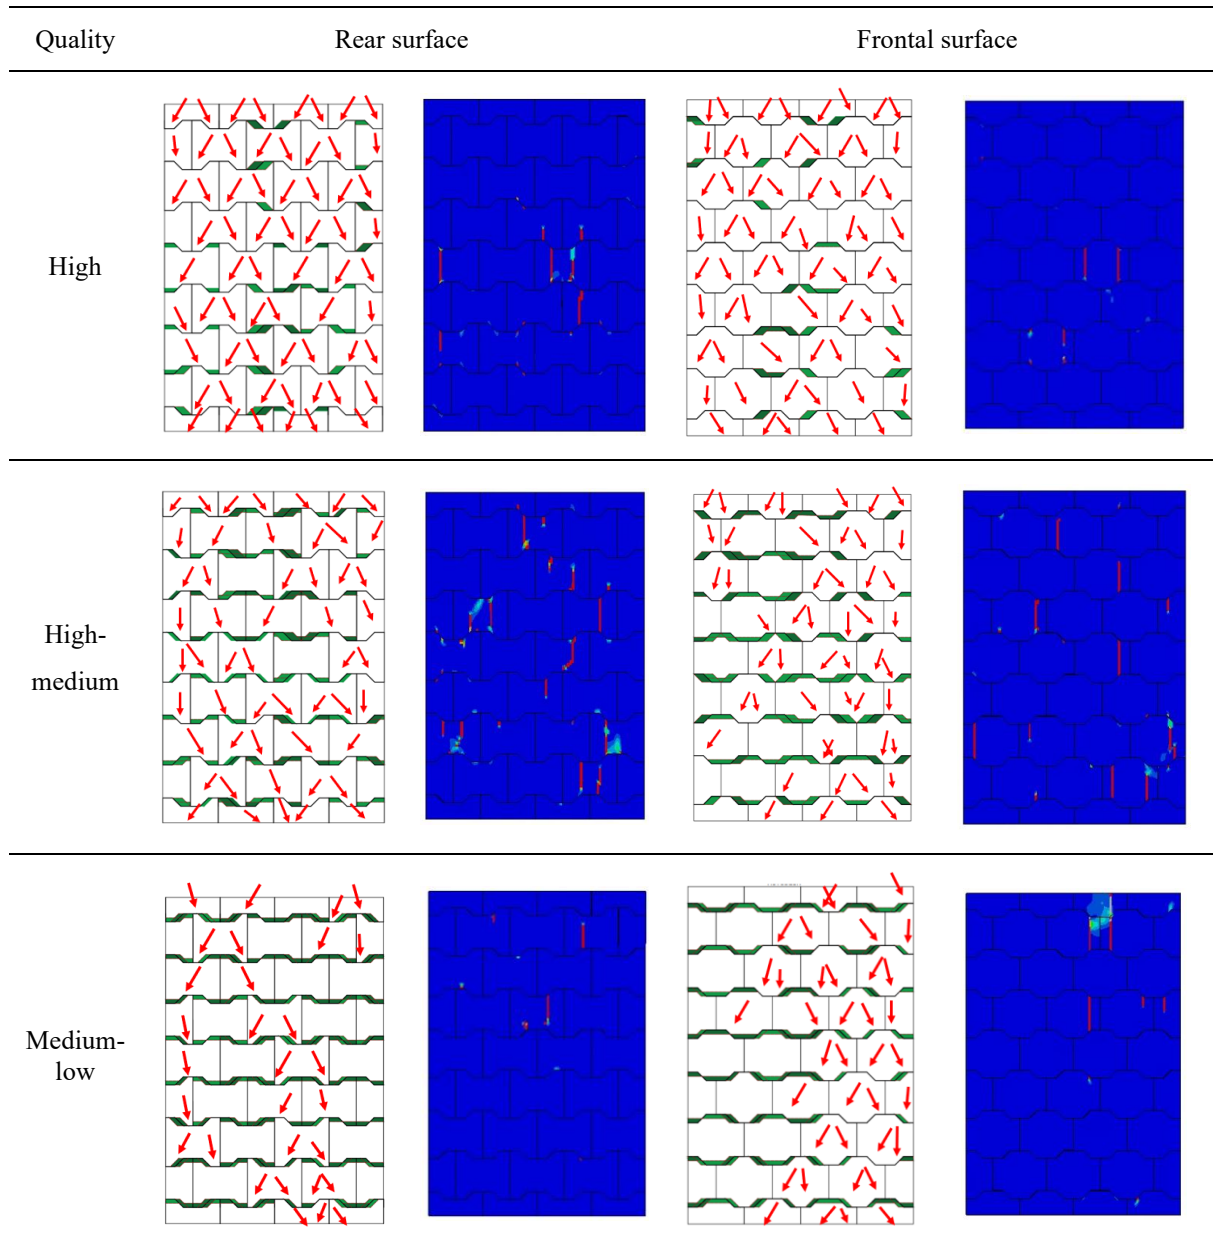 Quality Rear surface Frontal surface
High
High-
medium
Medium-
low